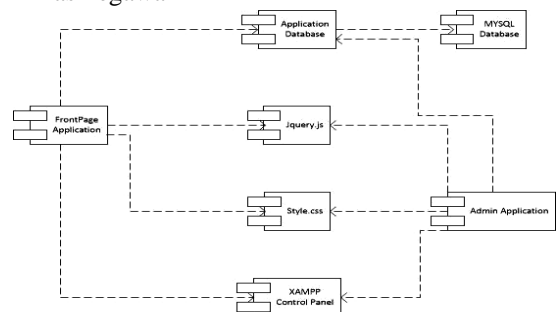 Application
Database
MYSQL
Database
FrontPage
Application
Jquery.js
Style.css
Admin Application
XAMPP
Control Panel